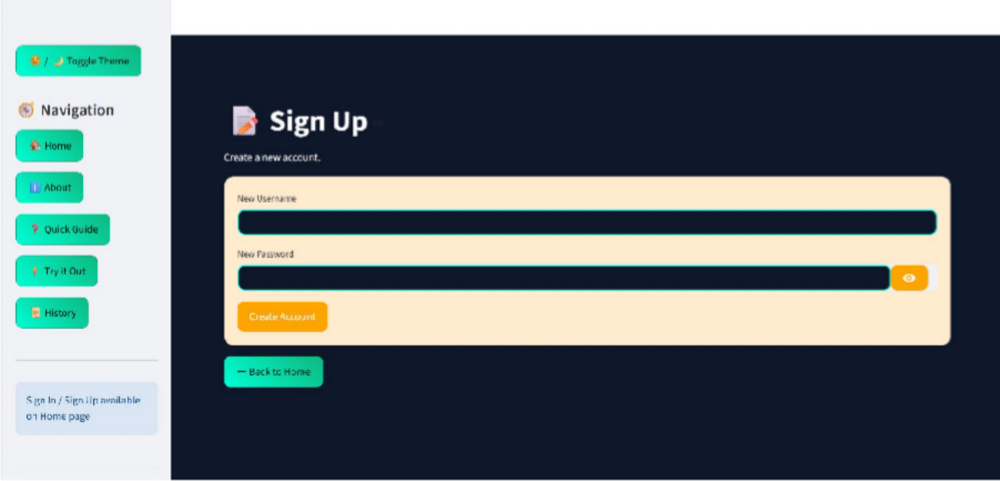 / Toggle Theme
Navigation
Home
About
Quick Guide
Try it Out
History
Sign In / Sign Up available
on Home page
Sign Up
Create a new account.
New Username
New Password
Create Account
Back to Home